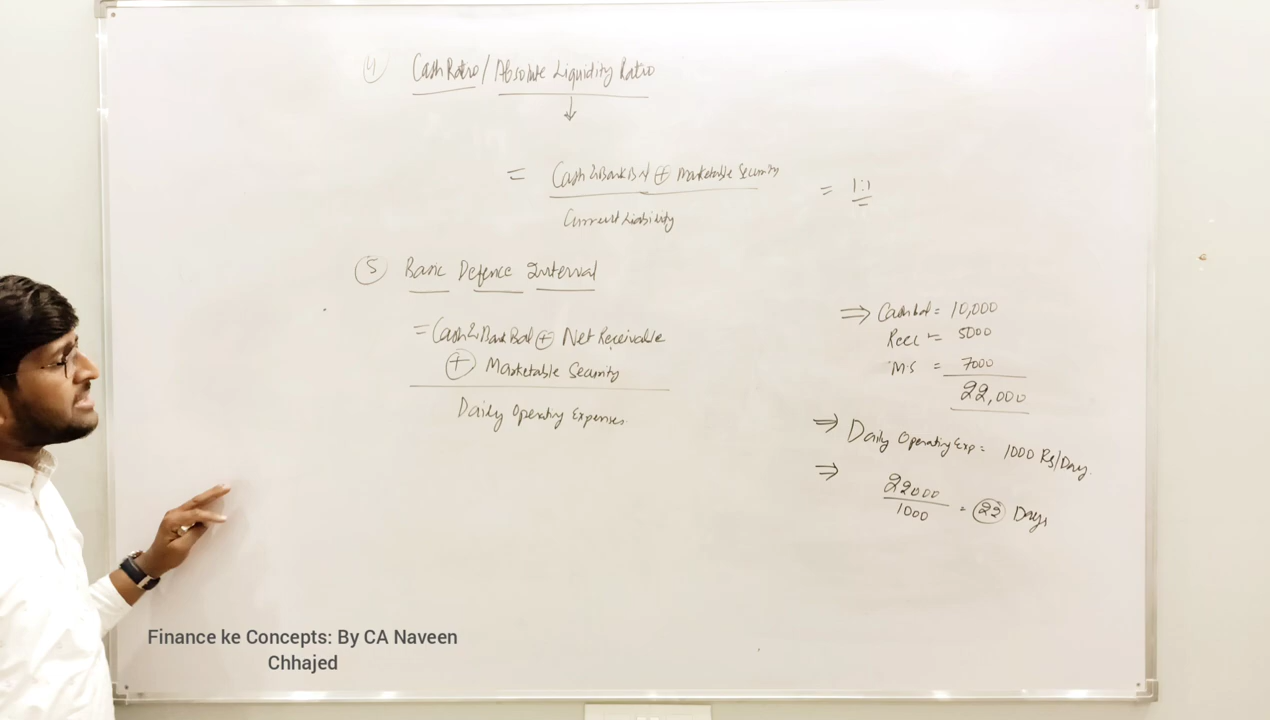 4 Cash Ratio / Absolute Liquidity Ratio
↓
= Cash & Bank Bal + Marketable Security = 1:1
Current Liability
5 Basic Defence Interval
= Cash & Bank Bal + Net Receivable
+ Marketable Security
Daily Operating Expenses
⇒ Cash bal = 10,000
Rece = 5000
M.S = 7000
22,000
⇒ Daily Operating Exp = 1000 Rs/Day.
⇒ 22000
1000 = 22 Days
Finance ke Concepts: By CA Naveen
Chhajed